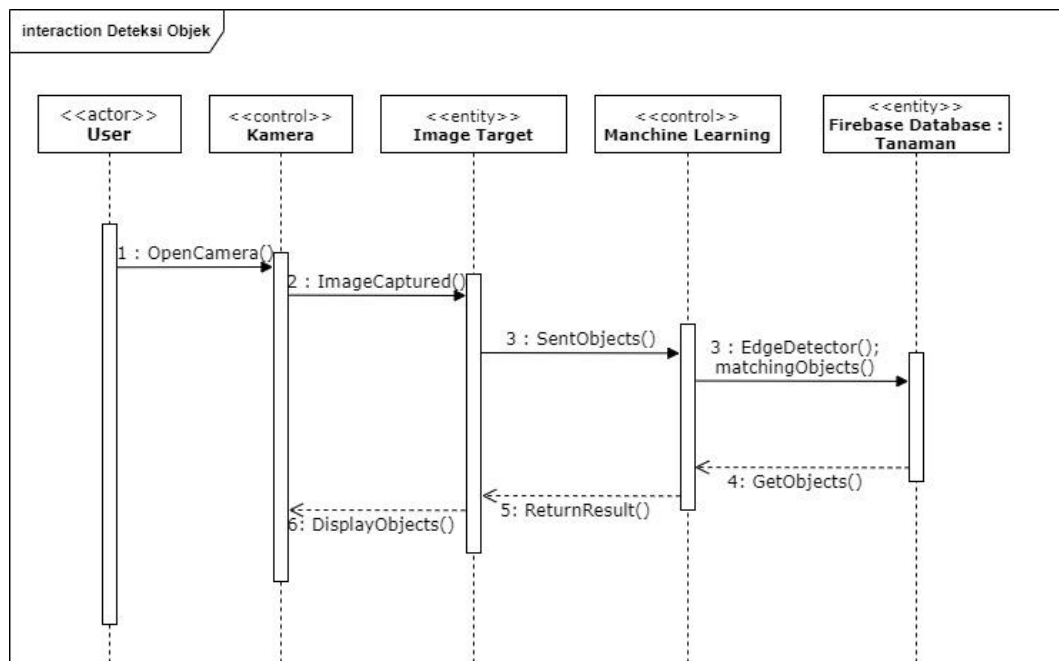 interaction Deteksi Objek
<<actor>>
User
<<control>>
Kamera
<<entity>>
Image Target
<<control>>
Manchine Learning
<<entity>>
Firebase Database :
Tanaman
1 : OpenCamera()
2 : ImageCaptured()
3 : SentObjects()
3 : EdgeDetector();
matchingObjects()
4: GetObjects()
5: ReturnResult()
6: DisplayObjects()